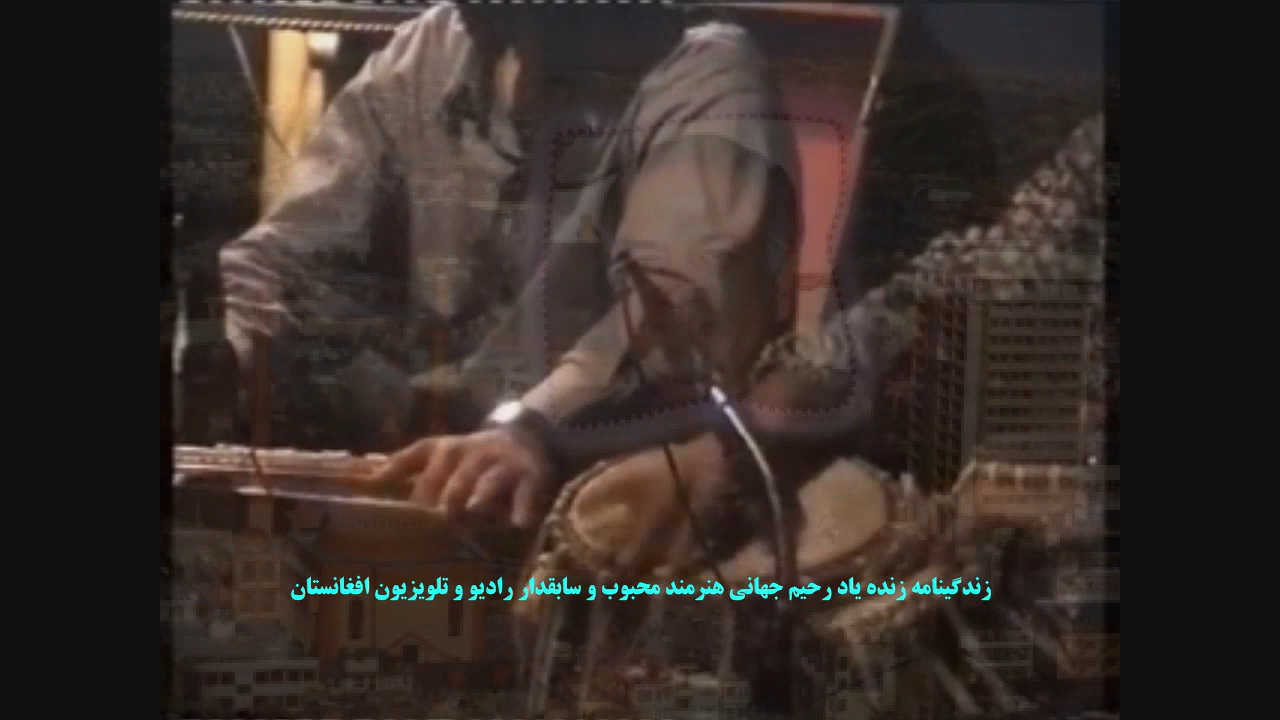 زندگینامه زنده یاد رحیم جهانی هنرمند محبوب و سابقدار رادیو و تلویزیون افغانستان